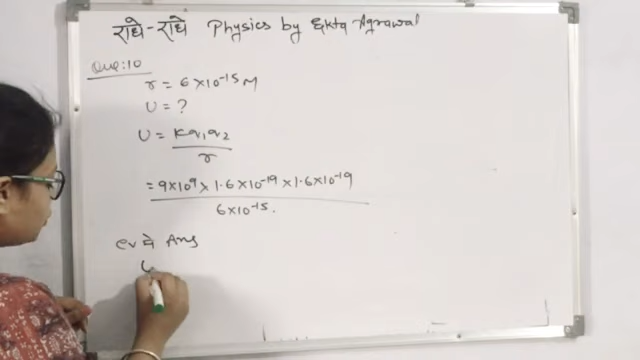 राधे-राधे Physics by Ekta Agrawal
Que:10
r = 6×10⁻¹⁵ M
U = ?
U = Kq₁q₂ / r
= 9×10⁹×1.6×10⁻¹⁹×1.6×10⁻¹⁹ / 6×10⁻¹⁵.
ev में Ans